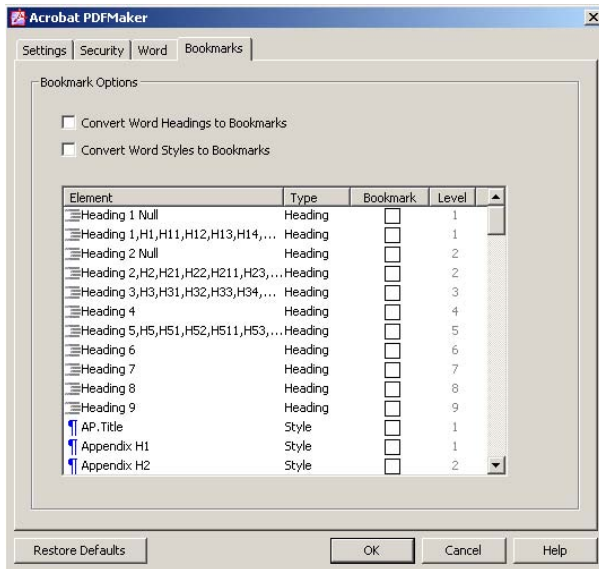 Acrobat PDFMaker
Settings Security Word Bookmarks
Bookmark Options
Convert Word Headings to Bookmarks
Convert Word Styles to Bookmarks
Element Type Bookmark Level
Heading 1 Null Heading 1
Heading 1,H1,H11,H12,H13,H14,... Heading 1
Heading 2 Null Heading 2
Heading 2,H2,H21,H22,H211,H23,... Heading 2
Heading 3,H3,H31,H32,H33,H34,... Heading 3
Heading 4 Heading 4
Heading 5,H5,H51,H52,H511,H53,... Heading 5
Heading 6 Heading 6
Heading 7 Heading 7
Heading 8 Heading 8
Heading 9 Heading 9
¶ AP.Title Style 1
¶ Appendix H1 Style 1
¶ Appendix H2 Style 2
Restore Defaults OK Cancel Help